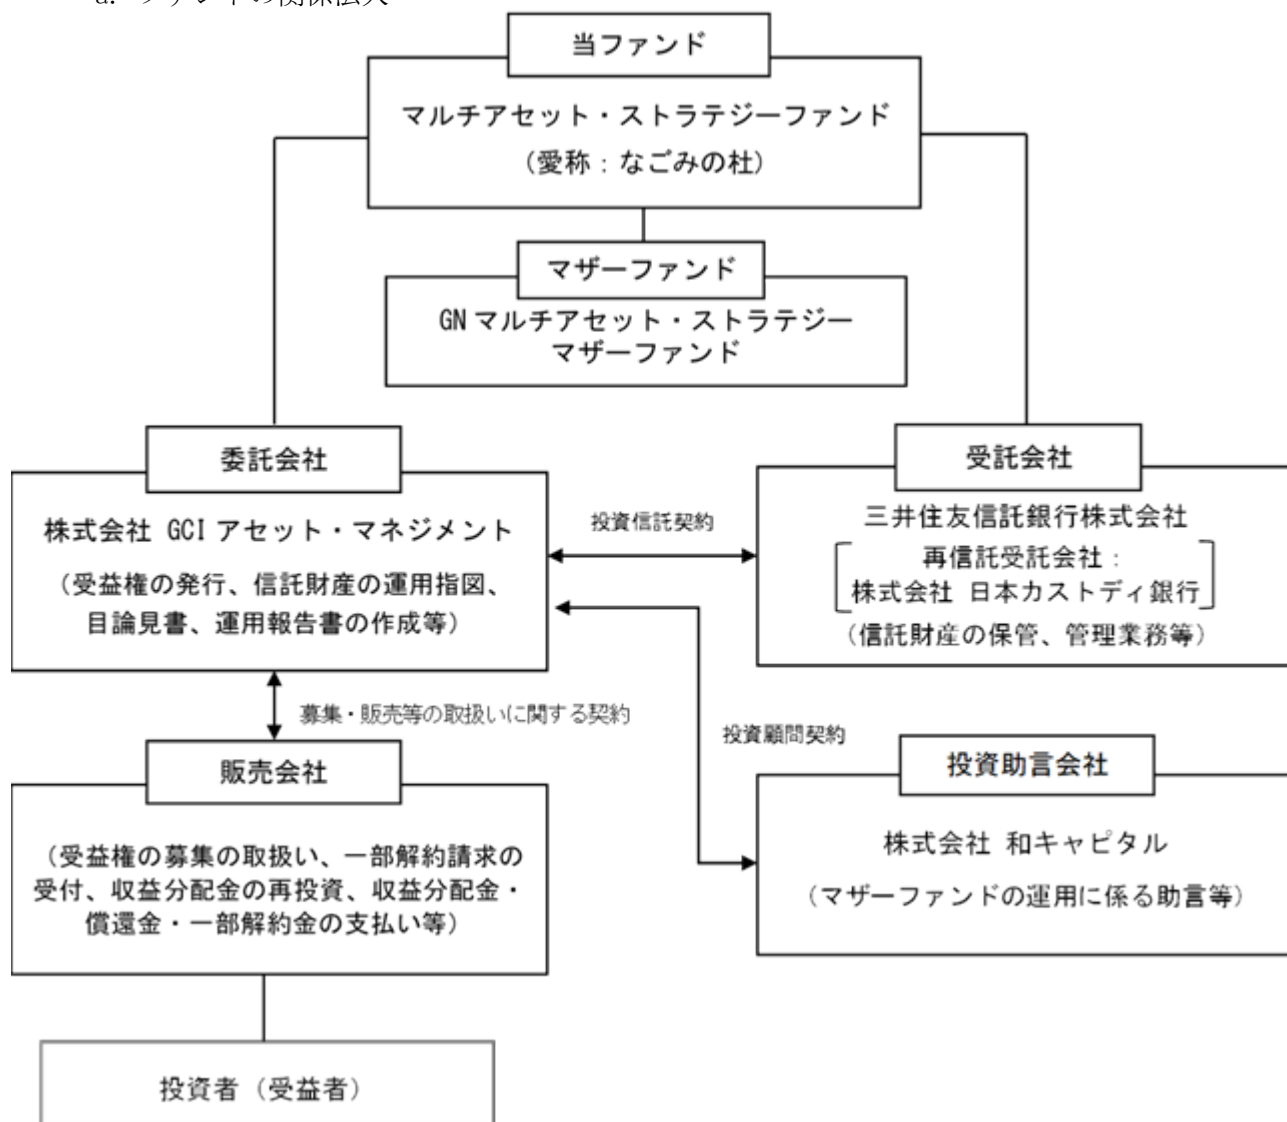 a. ファンドの関係法人
当ファンド
マルチアセット・ストラテジーファンド
(愛称：なごみの杜)
マザーファンド
GN マルチアセット・ストラテジー
マザーファンド
委託会社
株式会社 GCI アセット・マネジメント
(受益権の発行、信託財産の運用指図、
目論見書、運用報告書の作成等)
投資信託契約
受託会社
三井住友信託銀行株式会社
再信託受託会社：
株式会社 日本カストディ銀行
(信託財産の保管、管理業務等)
募集・販売等の取扱いに関する契約
投資顧問契約
販売会社
(受益権の募集の取扱い、一部解約請求の
受付、収益分配金の再投資、収益分配金・
償還金・一部解約金の支払い等)
投資助言会社
株式会社 和キャピタル
(マザーファンドの運用に係る助言等)
投資者 (受益者)